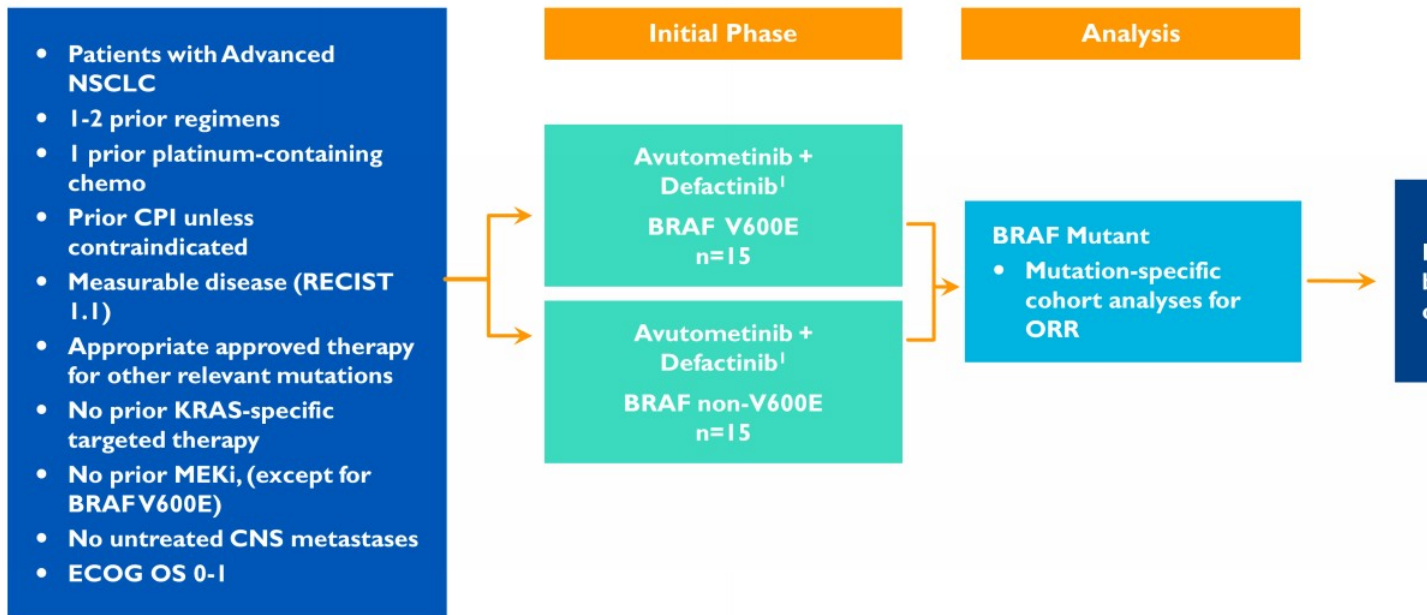 • Patients with Advanced
NSCLC
• 1-2 prior regimens
• 1 prior platinum-containing
chemo
• Prior CPI unless
contraindicated
• Measurable disease (RECIST
1.1)
• Appropriate approved therapy
for other relevant mutations
• No prior KRAS-specific
targeted therapy
• No prior MEKi, (except for
BRAF V600E)
• No untreated CNS metastases
• ECOG OS 0-1
Initial Phase
Avutometinib +
Defactinib¹
BRAF V600E
n=15
Avutometinib +
Defactinib¹
BRAF non-V600E
n=15
Analysis
BRAF Mutant
• Mutation-specific
cohort analyses for
ORR